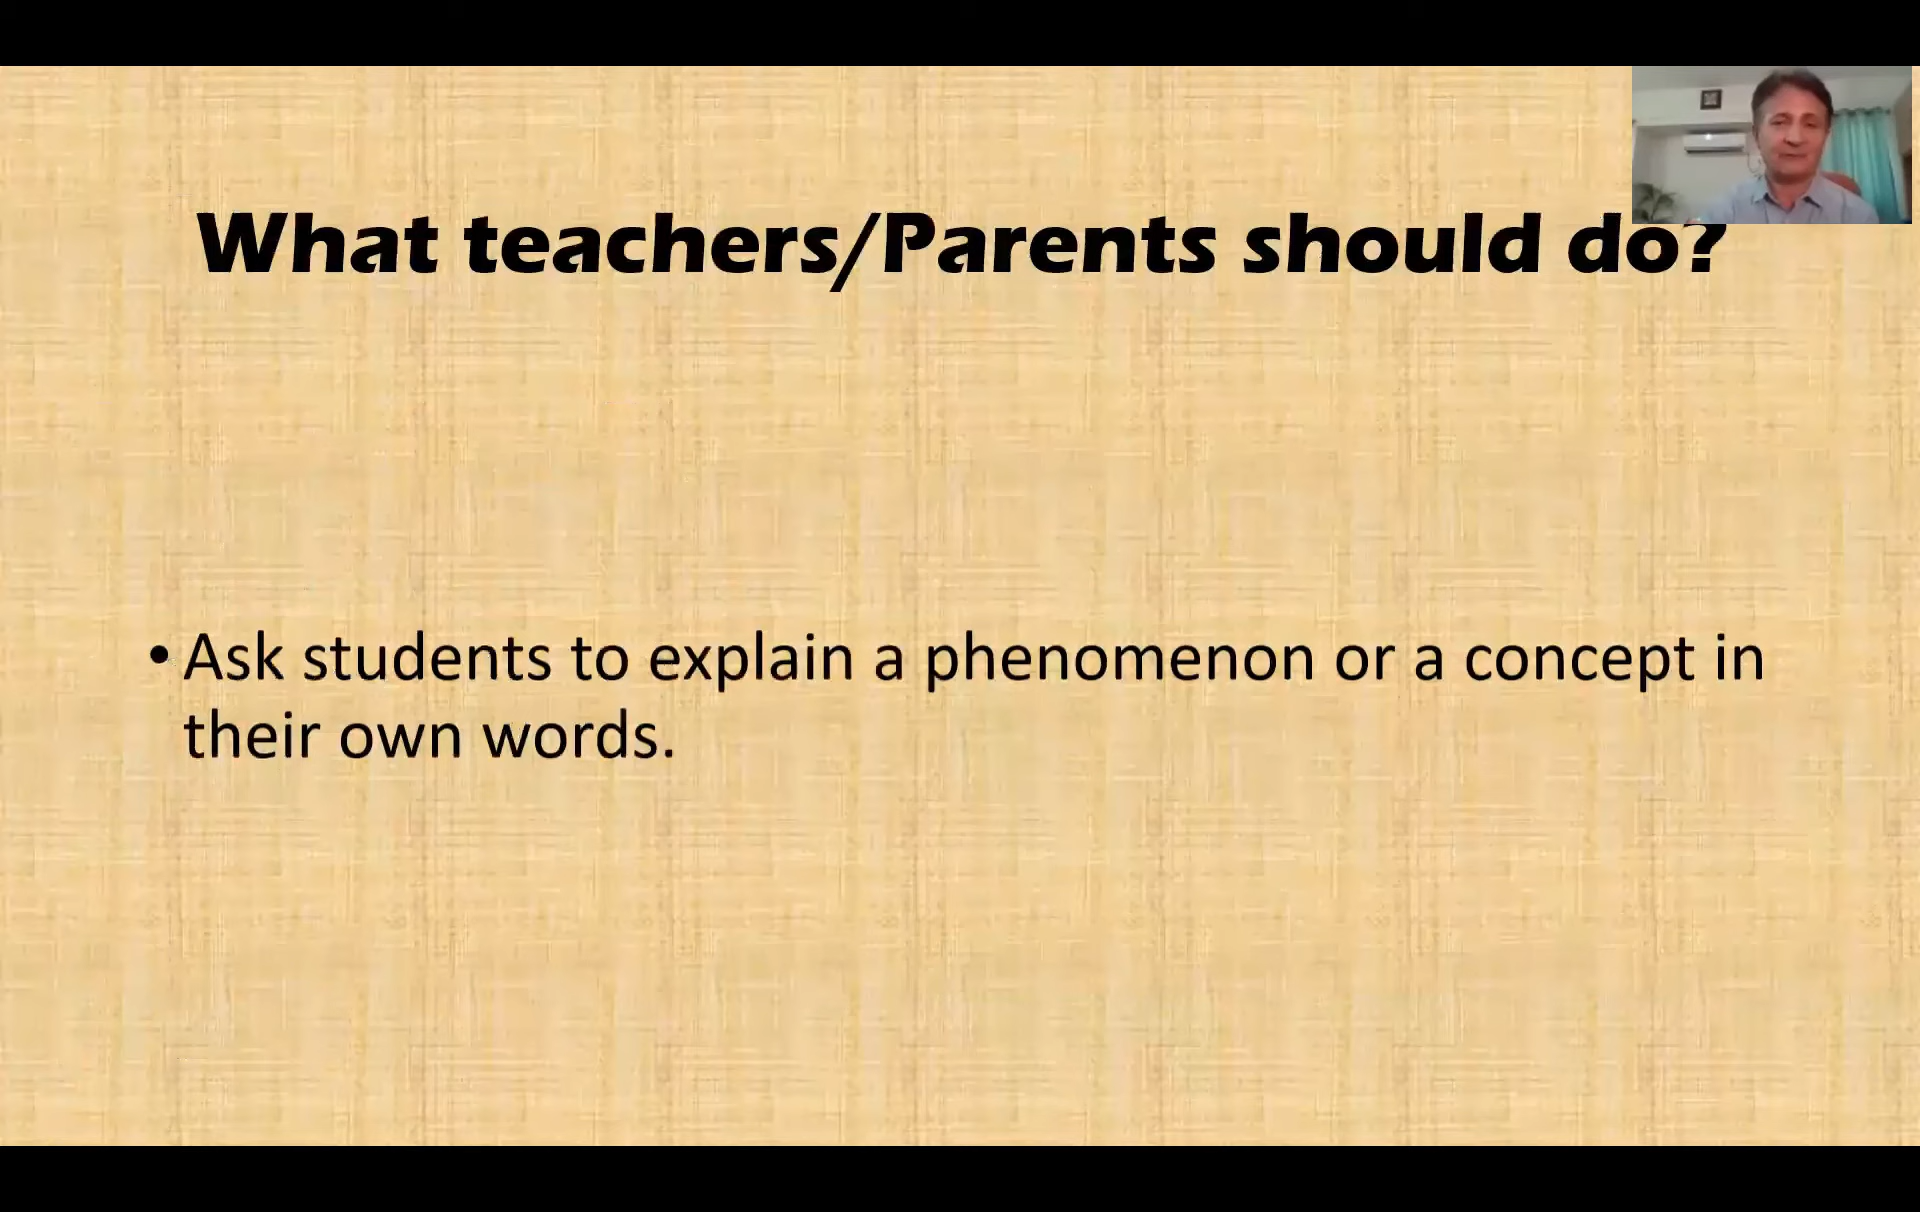 What teachers/Parents should do?
• Ask students to explain a phenomenon or a concept in
their own words.